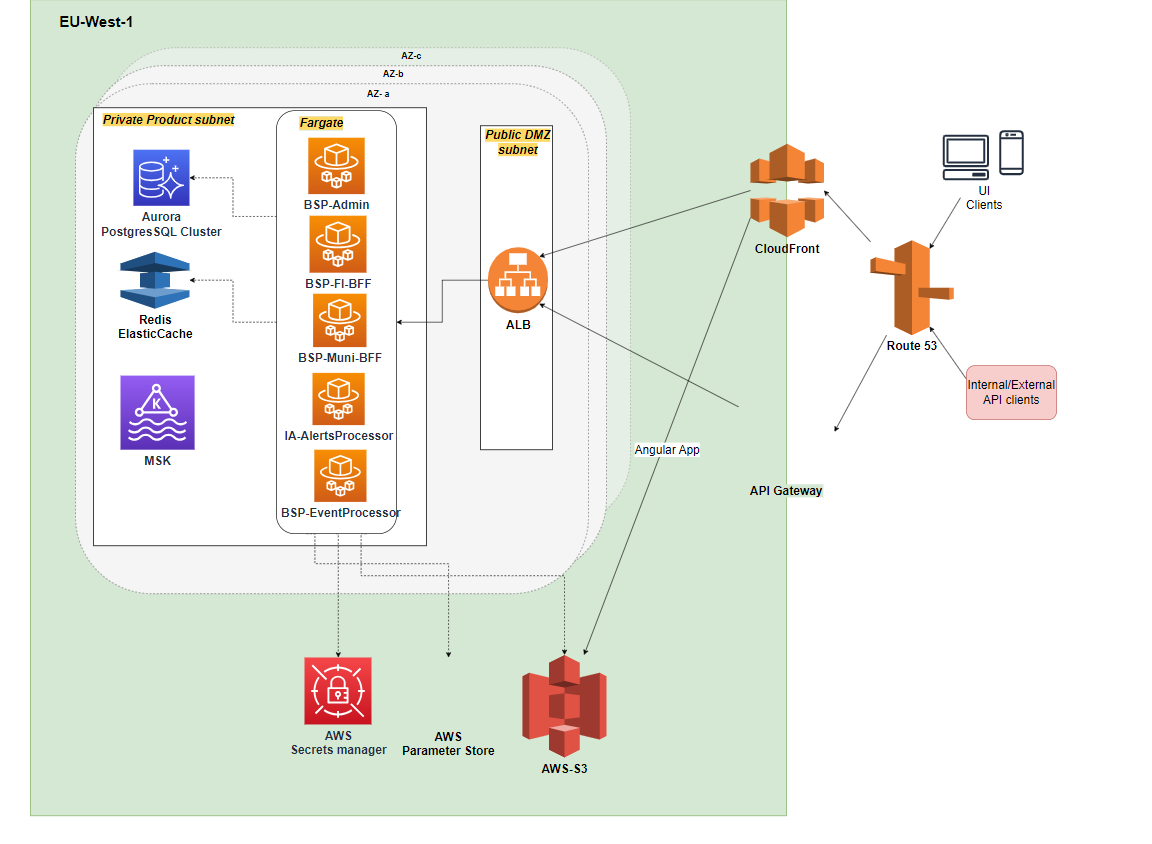 EU-West-1
AZ-c
AZ-b
AZ- a
Private Product subnet
Fargate
Public DMZ
subnet
BSP-Admin
Aurora
PostgresSQL Cluster
BSP-FI-BFF
Redis
ElasticCache
BSP-Muni-BFF
ALB
K
IA-AlertsProcessor
MSK
BSP-EventProcessor
CloudFront
UI
Clients
Route 53
Internal/External
API clients
Angular App
API Gateway
AWS
Secrets manager
AWS
Parameter Store
AWS-S3